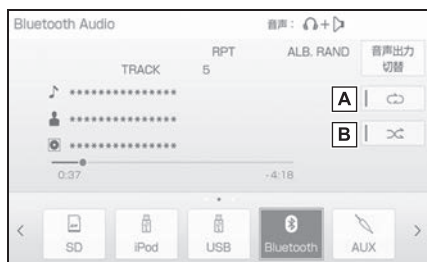 Bluetooth Audio 音声: +
RPT ALB. RAND 音声出力
切替
TRACK 5
***************
A
***************
B
***************
0:37 -4:18
< SD iPod USB Bluetooth AUX >